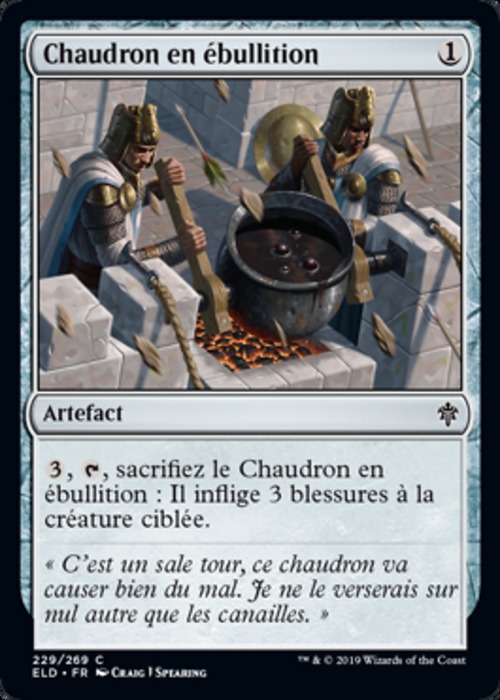 Chaudron en ébullition 1
Artefact
3, , sacrifiez le Chaudron en
ébullition : Il inflige 3 blessures à la
créature ciblée.
« C'est un sale tour, ce chaudron va
causer bien du mal. Je ne le verserais sur
nul autre que les canailles. »
229/269 C
ELD • FR Craig J Spearing
™ & © 2019 Wizards of the Coast